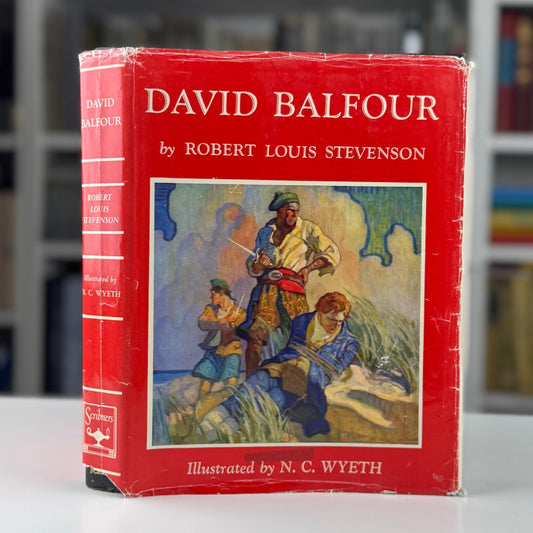 DAVID
BALFOUR
ROBERT
LOUIS
STEVENSON
Illustrated by
N. C. WYETH
Scribners
DAVID BALFOUR
by ROBERT LOUIS STEVENSON
Illustrated by N. C. WYETH